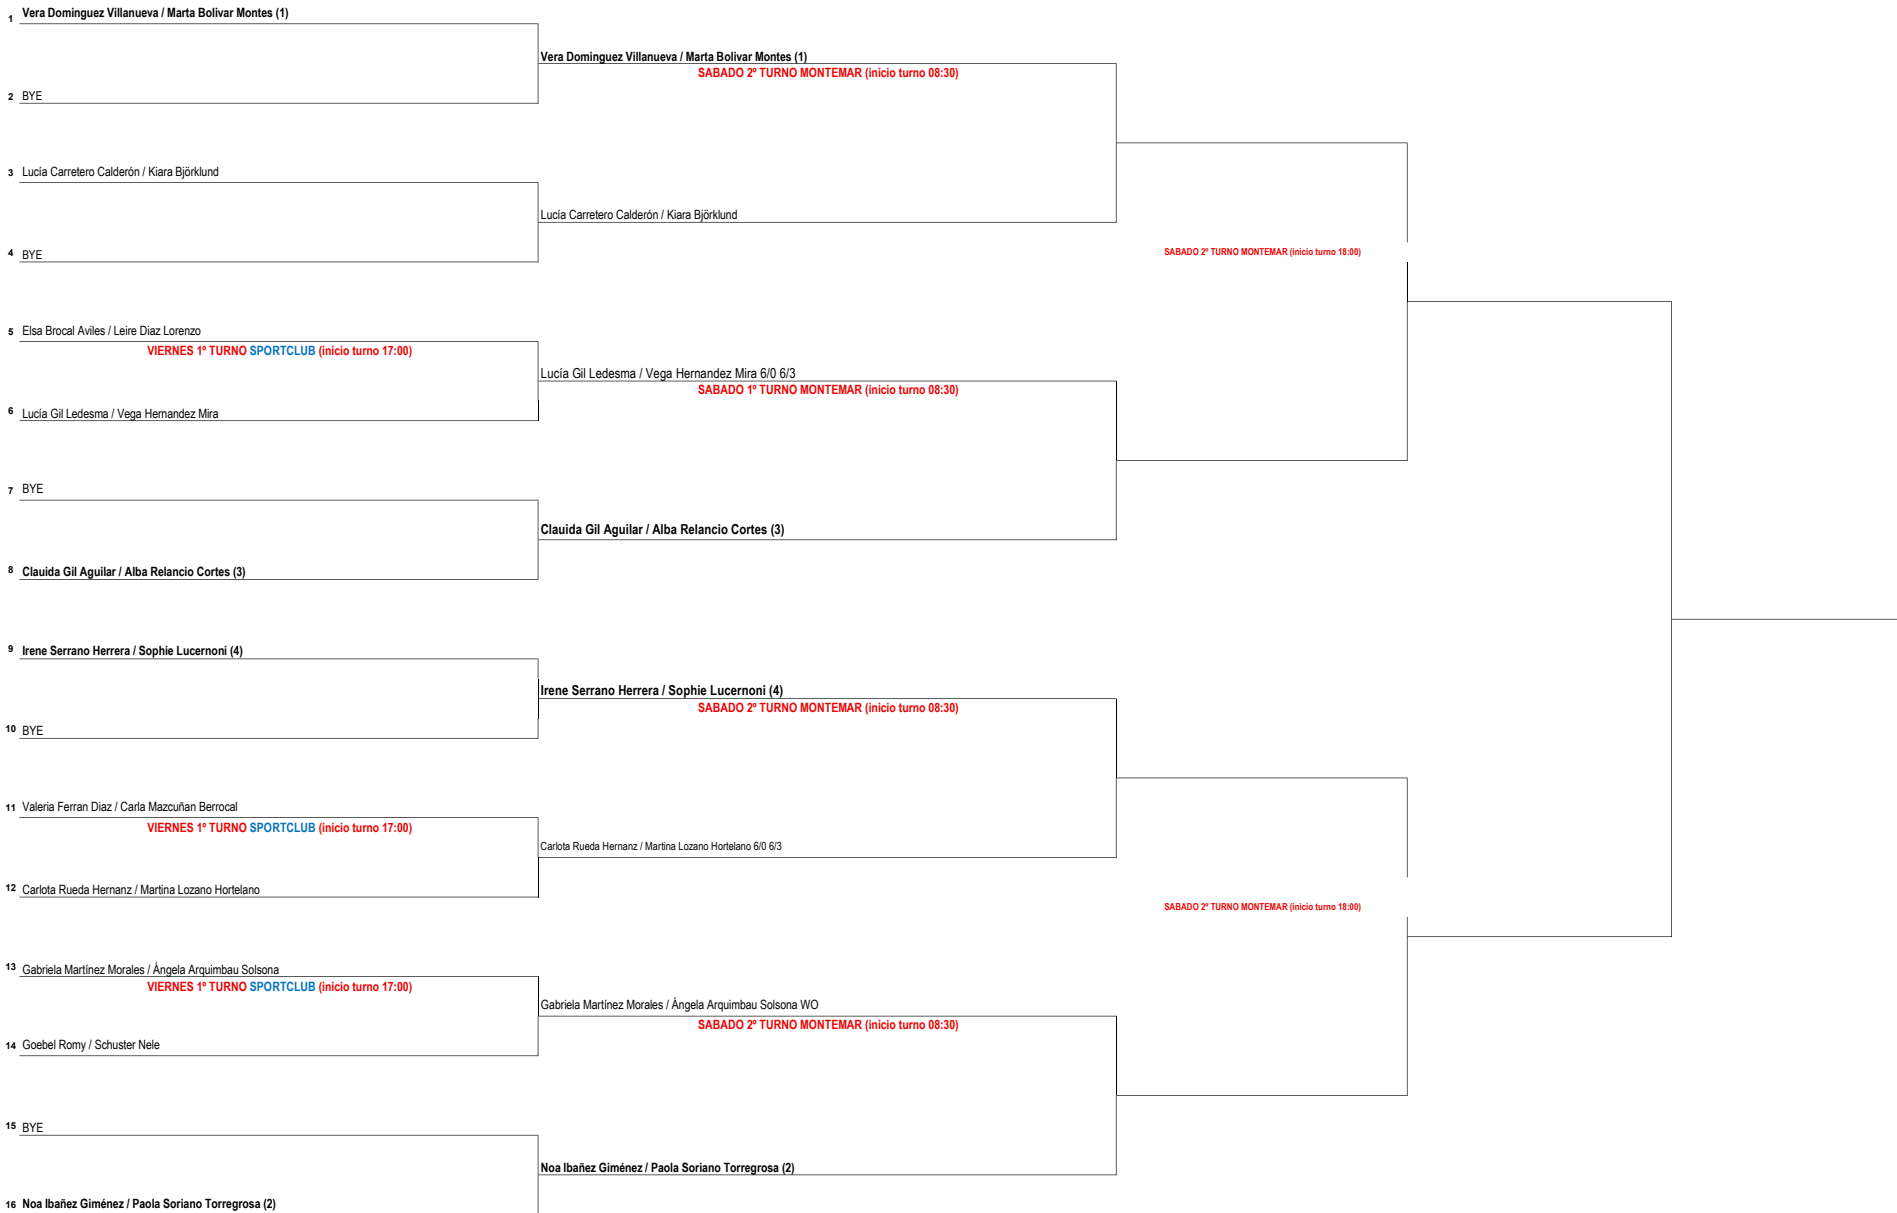 1 Vera Dominguez Villanueva / Marta Bolivar Montes (1)
Vera Dominguez Villanueva / Marta Bolivar Montes (1)
SABADO 2º TURNO MONTEMAR (inicio turno 08:30)
2 BYE
3 Lucía Carretero Calderón / Kiara Björklund
Lucía Carretero Calderón / Kiara Björklund
4 BYE
SABADO 2º TURNO MONTEMAR (inicio turno 18:00)
5 Elsa Brocal Aviles / Leire Diaz Lorenzo
VIERNES 1º TURNO SPORTCLUB (inicio turno 17:00)
Lucía Gil Ledesma / Vega Hernandez Mira 6/0 6/3
SABADO 1º TURNO MONTEMAR (inicio turno 08:30)
6 Lucía Gil Ledesma / Vega Hernandez Mira
7 BYE
Clauida Gil Aguilar / Alba Relancio Cortes (3)
8 Clauida Gil Aguilar / Alba Relancio Cortes (3)
9 Irene Serrano Herrera / Sophie Lucernoni (4)
Irene Serrano Herrera / Sophie Lucernoni (4)
SABADO 2º TURNO MONTEMAR (inicio turno 08:30)
10 BYE
11 Valeria Ferran Diaz / Carla Mazcuñan Berrocal
VIERNES 1º TURNO SPORTCLUB (inicio turno 17:00)
Carlota Rueda Hernanz / Martina Lozano Hortelano 6/0 6/3
12 Carlota Rueda Hernanz / Martina Lozano Hortelano
SABADO 2º TURNO MONTEMAR (inicio turno 18:00)
13 Gabriela Martínez Morales / Ángela Arquimbau Solsona
VIERNES 1º TURNO SPORTCLUB (inicio turno 17:00)
Gabriela Martínez Morales / Ángela Arquimbau Solsona WO
SABADO 2º TURNO MONTEMAR (inicio turno 08:30)
14 Goebel Romy / Schuster Nele
15 BYE
Noa Ibañez Giménez / Paola Soriano Torregrosa (2)
16 Noa Ibañez Giménez / Paola Soriano Torregrosa (2)